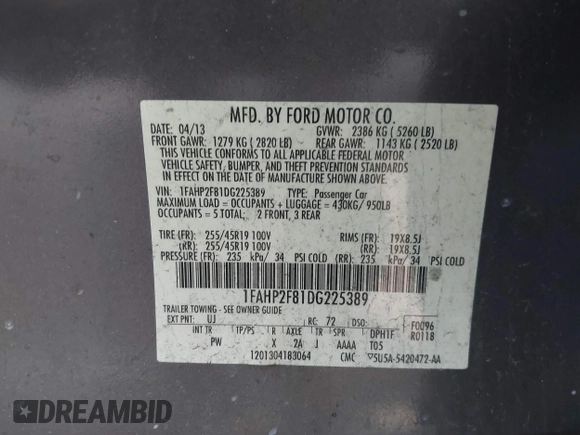 MFD. BY FORD MOTOR CO.
DATE: 04/13 GVWR: 2386 KG ( 5260 LB)
FRONT GAWR: 1279 KG ( 2820 LB) REAR GAWR: 1143 KG ( 2520 LB)
THIS VEHICLE CONFORMS TO ALL APPLICABLE FEDERAL MOTOR
VEHICLE SAFETY, BUMPER, AND THEFT PREVENTION STANDARDS
IN EFFECT ON THE DATE OF MANUFACTURE SHOWN ABOVE.
VIN: 1FAHP2F81DG225389 TYPE: Passenger Car
MAXIMUM LOAD = OCCUPANTS + LUGGAGE = 430KG/ 950LB
OCCUPANTS = 5 TOTAL: 2 FRONT, 3 REAR
TIRE (FR): 255/45R19 100V RIMS (FR): 19X8.5J
(RR): 255/45R19 100V (RR): 19X8.5J
PRESSURE (FR): 235 kPa/ 34 PSI COLD (RR): 235 kPa/ 34 PSI COLD
1FAHP2F81DG225389
TRAILER TOWING - SEE OWNER GUIDE
EXT PNT: UJ RC: 72 DSO: F0096
INT TR TP/PS R AXLE TR SPR DPHTF R0118
PW X 2A J AAAA T05
1201304183064 CMC ▽5U5A-5420472-AA
DREAMBID